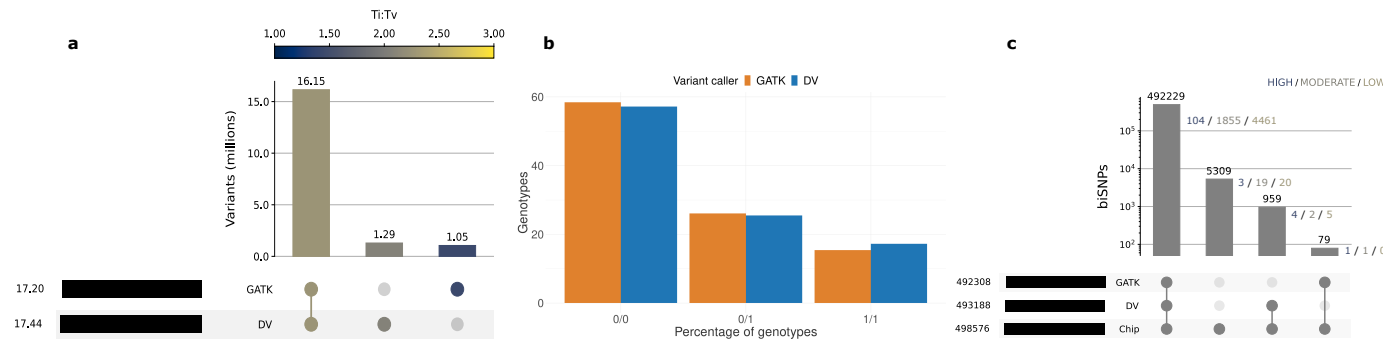 a
Ti:Tv
1.00 1.50 2.00 2.50 3.00
Variants (millions)
15.0
10.0
5.0
0.0
16.15
1.29
1.05
17.20 GATK
17.44 DV
b
Variant caller GATK DV
Genotypes
60
40
20
0
0/0 0/1 1/1
Percentage of genotypes
c
HIGH / MODERATE / LOW
biSNPs
10⁵
10⁴
10³
10²
492229
104 / 1855 / 4461
5309
3 / 19 / 20
959
4 / 2 / 5
79
1 / 1 /
492308 GATK
493188 DV
498576 Chip